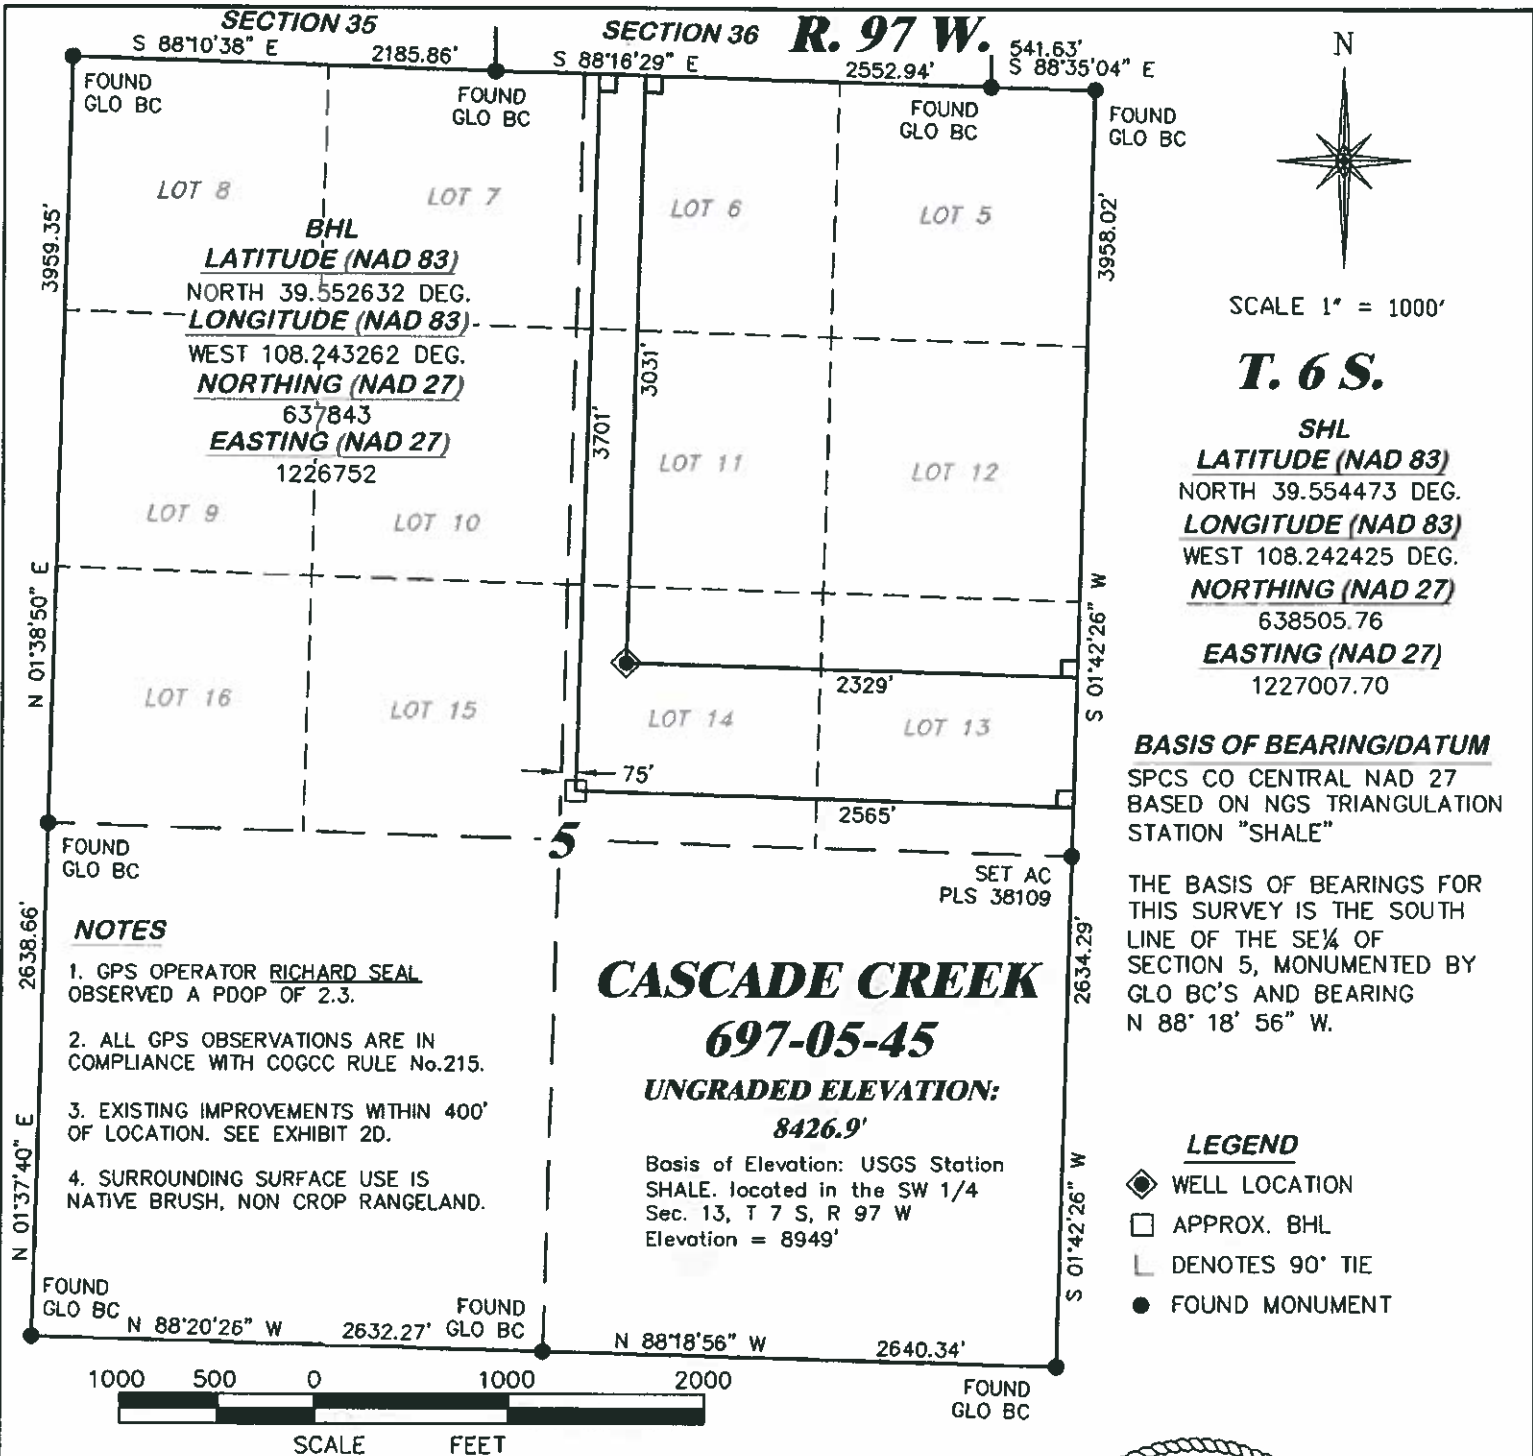 SECTION 35
SECTION 36
R. 97 W.
S 88°10'38" E
2185.86'
S 88°16'29" E
2552.94'
541.63'
S 88°35'04" E
N
FOUND
GLO BC
FOUND
GLO BC
FOUND
GLO BC
FOUND
GLO BC
LOT 8
LOT 7
LOT 6
LOT 5
3959.35'
3958.02'
BHL
LATITUDE (NAD 83)
NORTH 39.552632 DEG.
LONGITUDE (NAD 83)
WEST 108.243262 DEG.
NORTHING (NAD 27)
637843
EASTING (NAD 27)
1226752
3031'
3701'
SCALE 1" = 1000'
T. 6 S.
SHL
LATITUDE (NAD 83)
NORTH 39.554473 DEG.
LONGITUDE (NAD 83)
WEST 108.242425 DEG.
NORTHING (NAD 27)
638505.76
EASTING (NAD 27)
1227007.70
LOT 9
LOT 10
LOT 11
LOT 12
N 01°38'50" E
S 01°42'26" W
LOT 16
LOT 15
LOT 14
LOT 13
2329'
75'
2565'
5
FOUND
GLO BC
SET AC
PLS 38109
BASIS OF BEARING/DATUM
SPCS CO CENTRAL NAD 27
BASED ON NGS TRIANGULATION
STATION "SHALE"
THE BASIS OF BEARINGS FOR
THIS SURVEY IS THE SOUTH
LINE OF THE SE¼ OF
SECTION 5, MONUMENTED BY
GLO BC'S AND BEARING
N 88° 18' 56" W.
2638.66'
2634.29'
NOTES
1. GPS OPERATOR RICHARD SEAL
OBSERVED A PDOP OF 2.3.
2. ALL GPS OBSERVATIONS ARE IN
COMPLIANCE WITH COGCC RULE No.215.
3. EXISTING IMPROVEMENTS WITHIN 400'
OF LOCATION. SEE EXHIBIT 2D.
4. SURROUNDING SURFACE USE IS
NATIVE BRUSH, NON CROP RANGELAND.
CASCADE CREEK
697-05-45
UNGRADED ELEVATION:
8426.9'
Basis of Elevation: USGS Station
SHALE. located in the SW 1/4
Sec. 13, T 7 S, R 97 W
Elevation = 8949'
N 01°37'40" E
S 01°42'26" W
LEGEND
WELL LOCATION
APPROX. BHL
DENOTES 90° TIE
FOUND MONUMENT
FOUND
GLO BC
N 88°20'26" W
2632.27'
FOUND
GLO BC
N 88°18'56" W
2640.34'
FOUND
GLO BC
1000 500 0 1000 2000
SCALE FEET